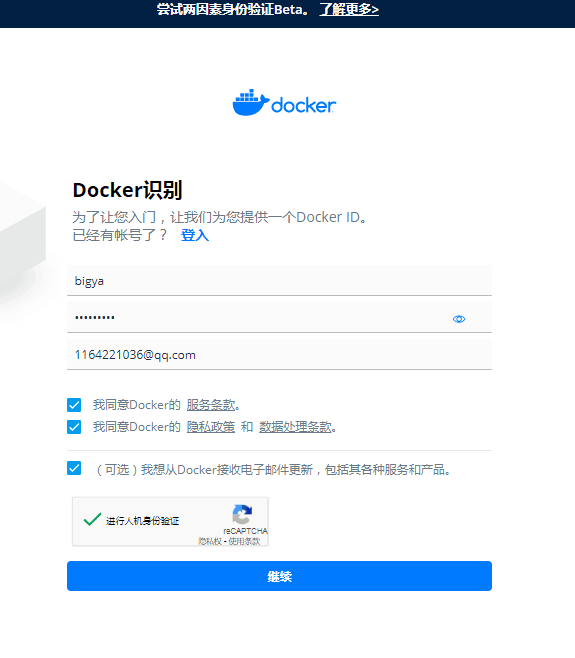 尝试两因素身份验证Beta。 了解更多>
docker
Docker识别
为了让您入门，让我们为您提供一个Docker ID。
已经有帐号了？ 登入
bigya
•••••••••
1164221036@qq.com
我同意Docker的 服务条款。
我同意Docker的 隐私政策 和 数据处理条款。
（可选）我想从Docker接收电子邮件更新，包括其各种服务和产品。
进行人机身份验证
reCAPTCHA
隐私权 - 使用条款
继续